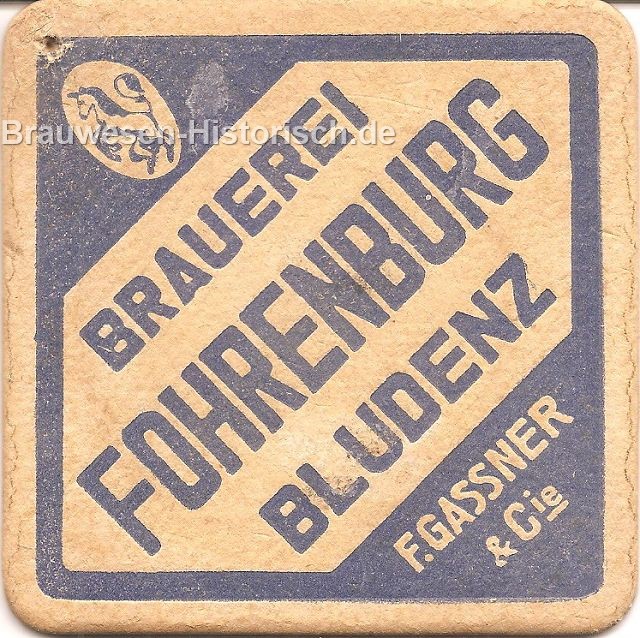 Brauwesen-Historisch.de
BRAUEREI
FOHRENBURG
BLUDENZ
F. GASSNER
& Cie